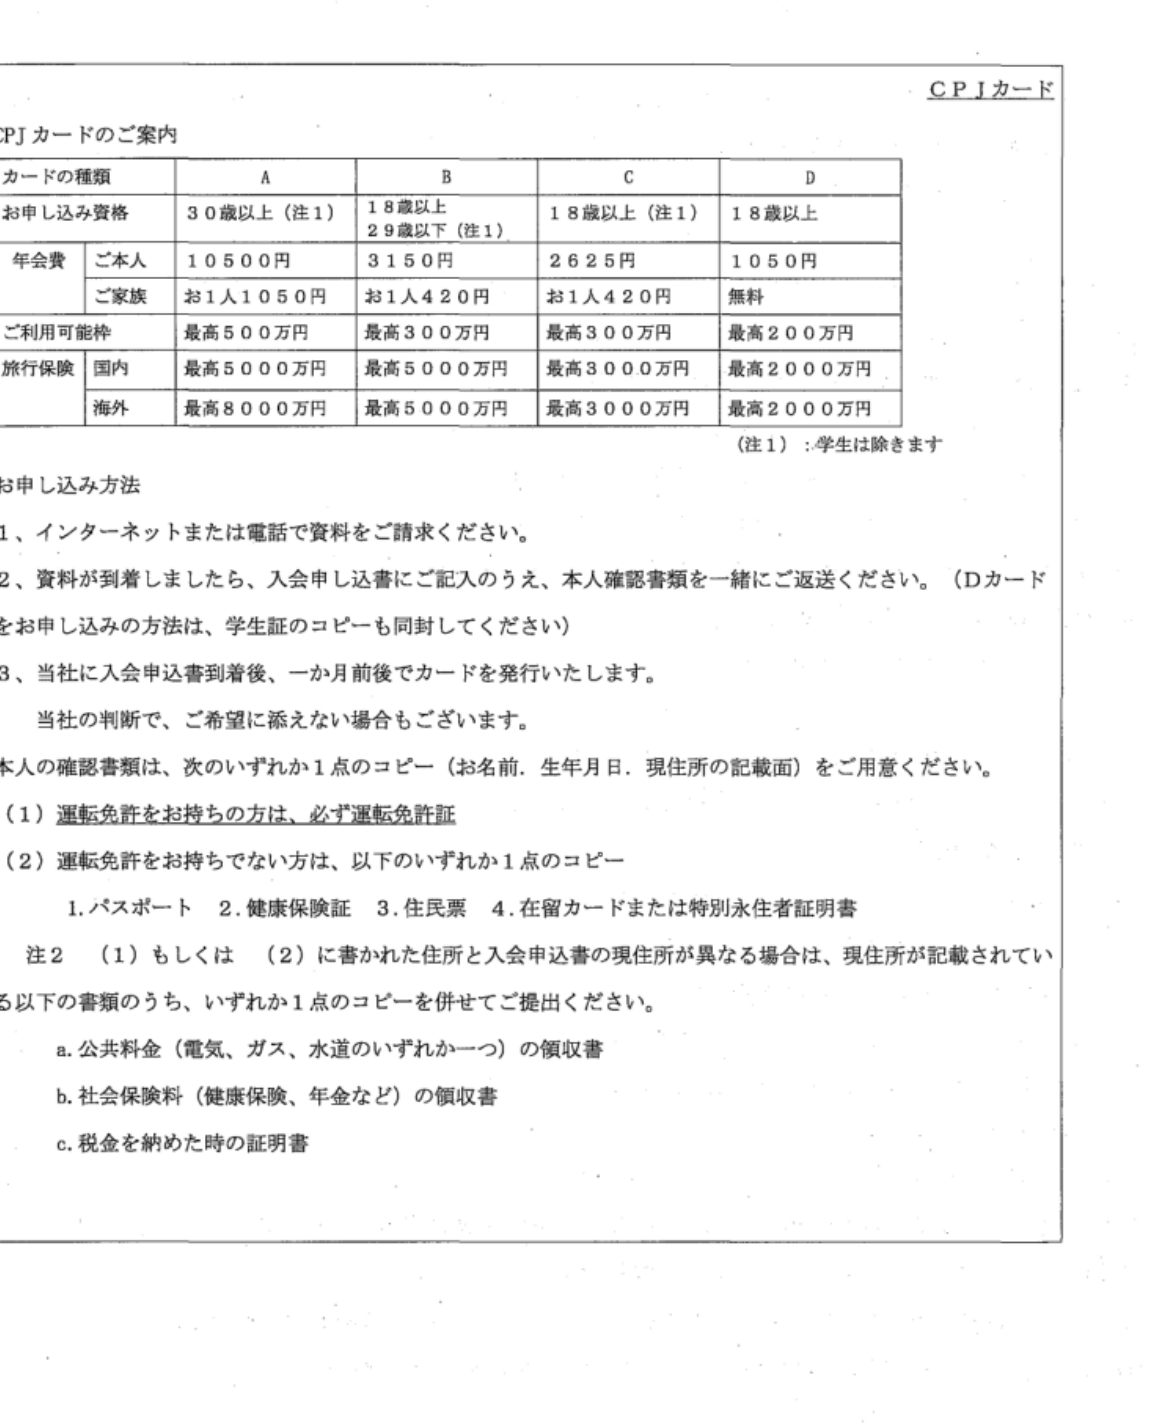 ＣＰＪカード
CPJ カードのご案内
カードの種類 A B C D
お申し込み資格 ３０歳以上（注１） １８歳以上 ２９歳以下（注１） １８歳以上（注１） １８歳以上
年会費 ご本人 １０５００円 ３１５０円 ２６２５円 １０５０円
ご家族 お１人１０５０円 お１人４２０円 お１人４２０円 無料
ご利用可能枠 最高５００万円 最高３００万円 最高３００万円 最高２００万円
旅行保険 国内 最高５０００万円 最高５０００万円 最高３０００万円 最高２０００万円
海外 最高８０００万円 最高５０００万円 最高３０００万円 最高２０００万円
（注１）：学生は除きます
お申し込み方法
１、インターネットまたは電話で資料をご請求ください。
２、資料が到着しましたら、入会申し込書にご記入のうえ、本人確認書類を一緒にご返送ください。（Ｄカード
をお申し込みの方法は、学生証のコピーも同封してください）
３、当社に入会申込書到着後、一か月前後でカードを発行いたします。
当社の判断で、ご希望に添えない場合もございます。
本人の確認書類は、次のいずれか１点のコピー（お名前．生年月日．現住所の記載面）をご用意ください。
（１）運転免許をお持ちの方は、必ず運転免許証
（２）運転免許をお持ちでない方は、以下のいずれか１点のコピー
1.パスポート　２.健康保険証　３.住民票　４.在留カードまたは特別永住者証明書
注２　（１）もしくは　（２）に書かれた住所と入会申込書の現住所が異なる場合は、現住所が記載されてい
る以下の書類のうち、いずれか１点のコピーを併せてご提出ください。
a.公共料金（電気、ガス、水道のいずれか一つ）の領収書
b.社会保険料（健康保険、年金など）の領収書
c.税金を納めた時の証明書